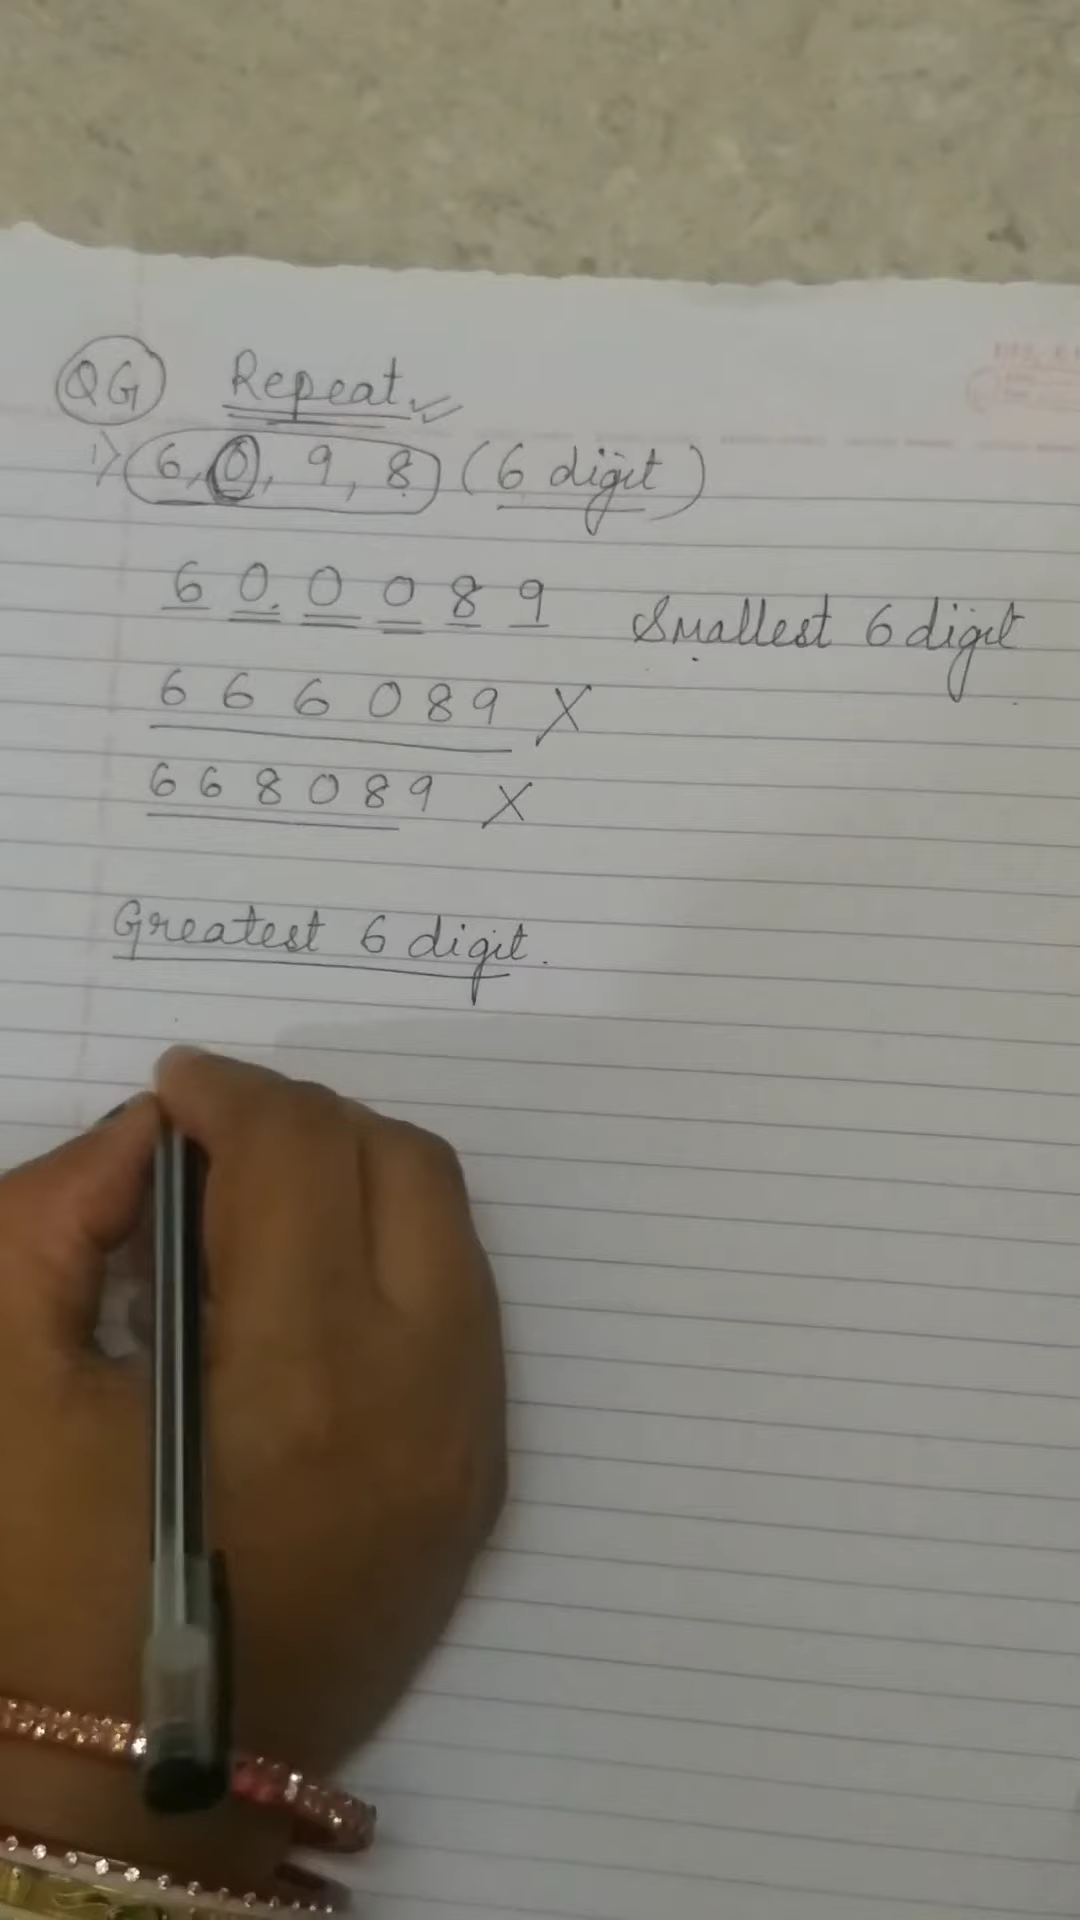 QG Repeat
1) 6, 0, 9, 8 (6 digit)
6 0 0 0 8 9 Smallest 6 digit
6 6 6 0 8 9 X
6 6 8 0 8 9 X
Greatest 6 digit.